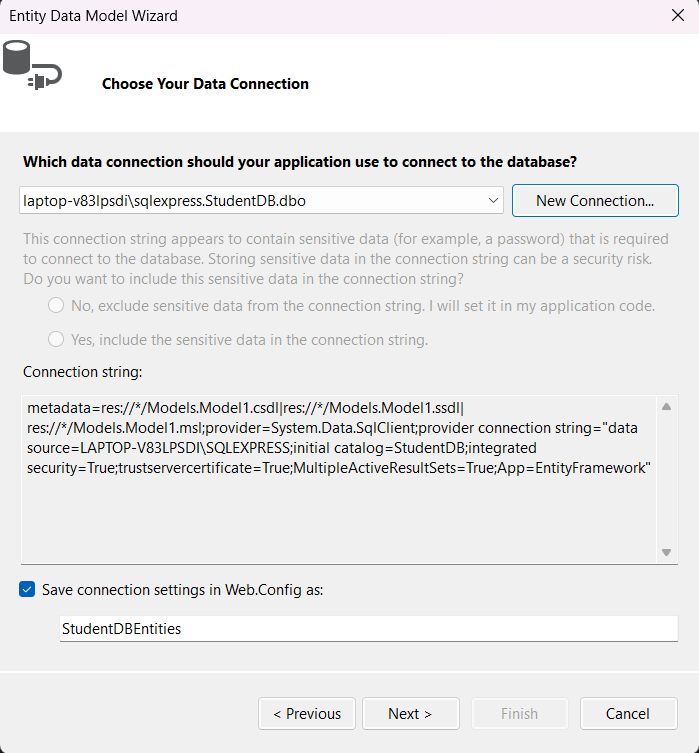 Entity Data Model Wizard
Choose Your Data Connection
Which data connection should your application use to connect to the database?
laptop-v83lpsdi\sqlexpress.StudentDB.dbo
New Connection...
This connection string appears to contain sensitive data (for example, a password) that is required
to connect to the database. Storing sensitive data in the connection string can be a security risk.
Do you want to include this sensitive data in the connection string?
No, exclude sensitive data from the connection string. I will set it in my application code.
Yes, include the sensitive data in the connection string.
Connection string:
metadata=res://*/Models.Model1.csdl|res://*/Models.Model1.ssdl|
res://*/Models.Model1.msl;provider=System.Data.SqlClient;provider connection string="data
source=LAPTOP-V83LPSDI\SQLEXPRESS;initial catalog=StudentDB;integrated
security=True;trustservercertificate=True;MultipleActiveResultSets=True;App=EntityFramework"
Save connection settings in Web.Config as:
StudentDBEntities
< Previous
Next >
Finish
Cancel